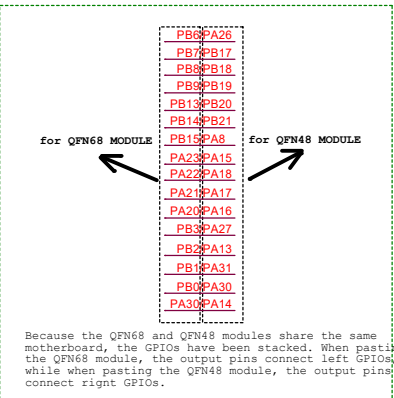 PB6 PA26
PB7 PB17
PB8 PB18
PB9 PB19
PB13 PB20
PB14 PB21
for QFN68 MODULE PB15 PA8 for QFN48 MODULE
PA23 PA15
PA22 PA18
PA21 PA17
PA20 PA16
PB3 PA27
PB2 PA13
PB1 PA31
PB0 PA30
PA30 PA14
Because the QFN68 and QFN48 modules share the same
motherboard, the GPIOs have been stacked. When pasti
the QFN68 module, the output pins connect left GPIOs
while when pasting the QFN48 module, the output pins
connect rignt GPIOs.